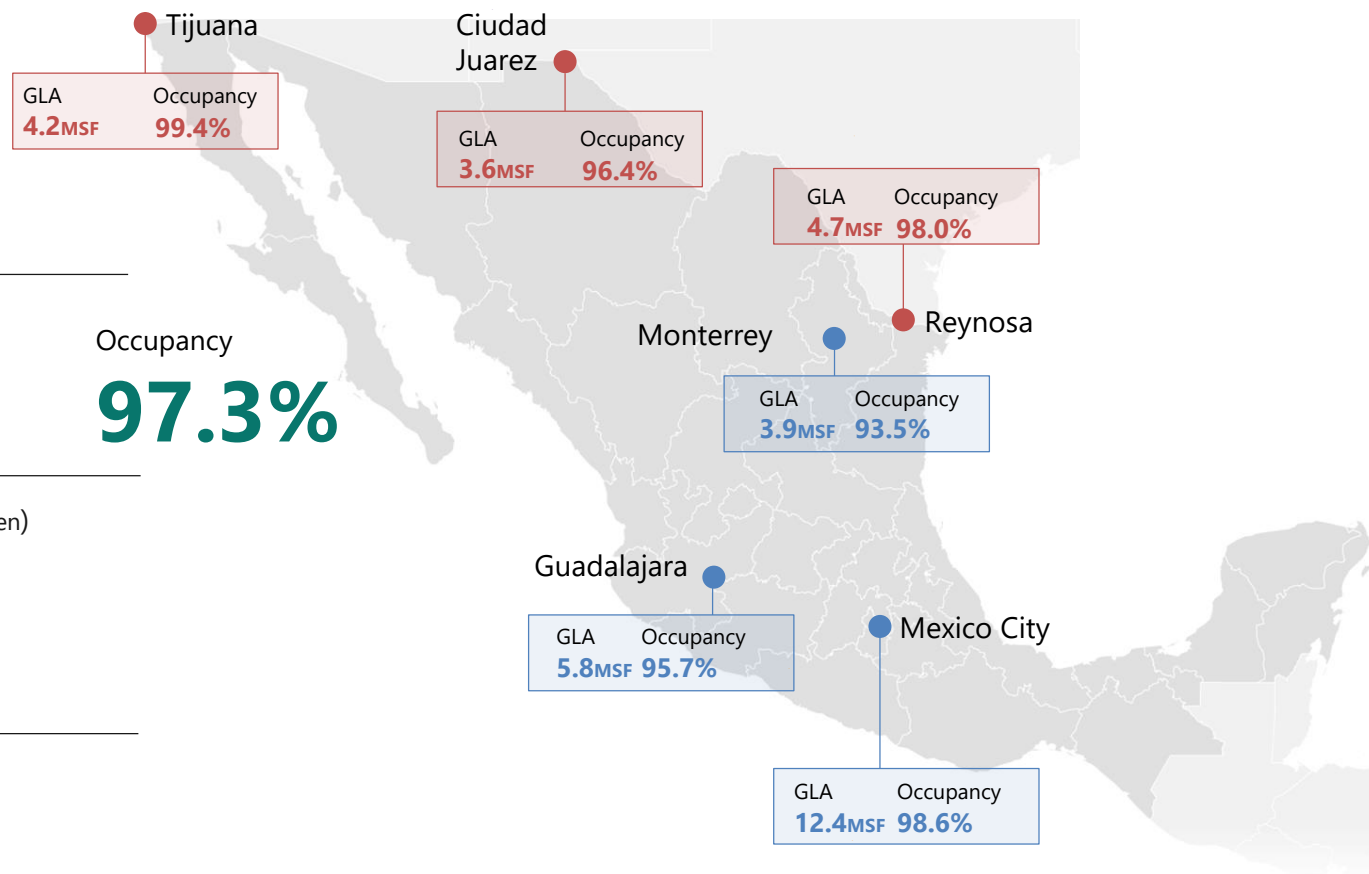 Tijuana
GLA Occupancy
4.2MSF 99.4%
Ciudad
Juarez
GLA Occupancy
3.6MSF 96.4%
GLA Occupancy
4.7MSF 98.0%
Reynosa
Occupancy
97.3%
Monterrey
GLA Occupancy
3.9MSF 93.5%
en)
Guadalajara
GLA Occupancy
5.8MSF 95.7%
Mexico City
GLA Occupancy
12.4MSF 98.6%